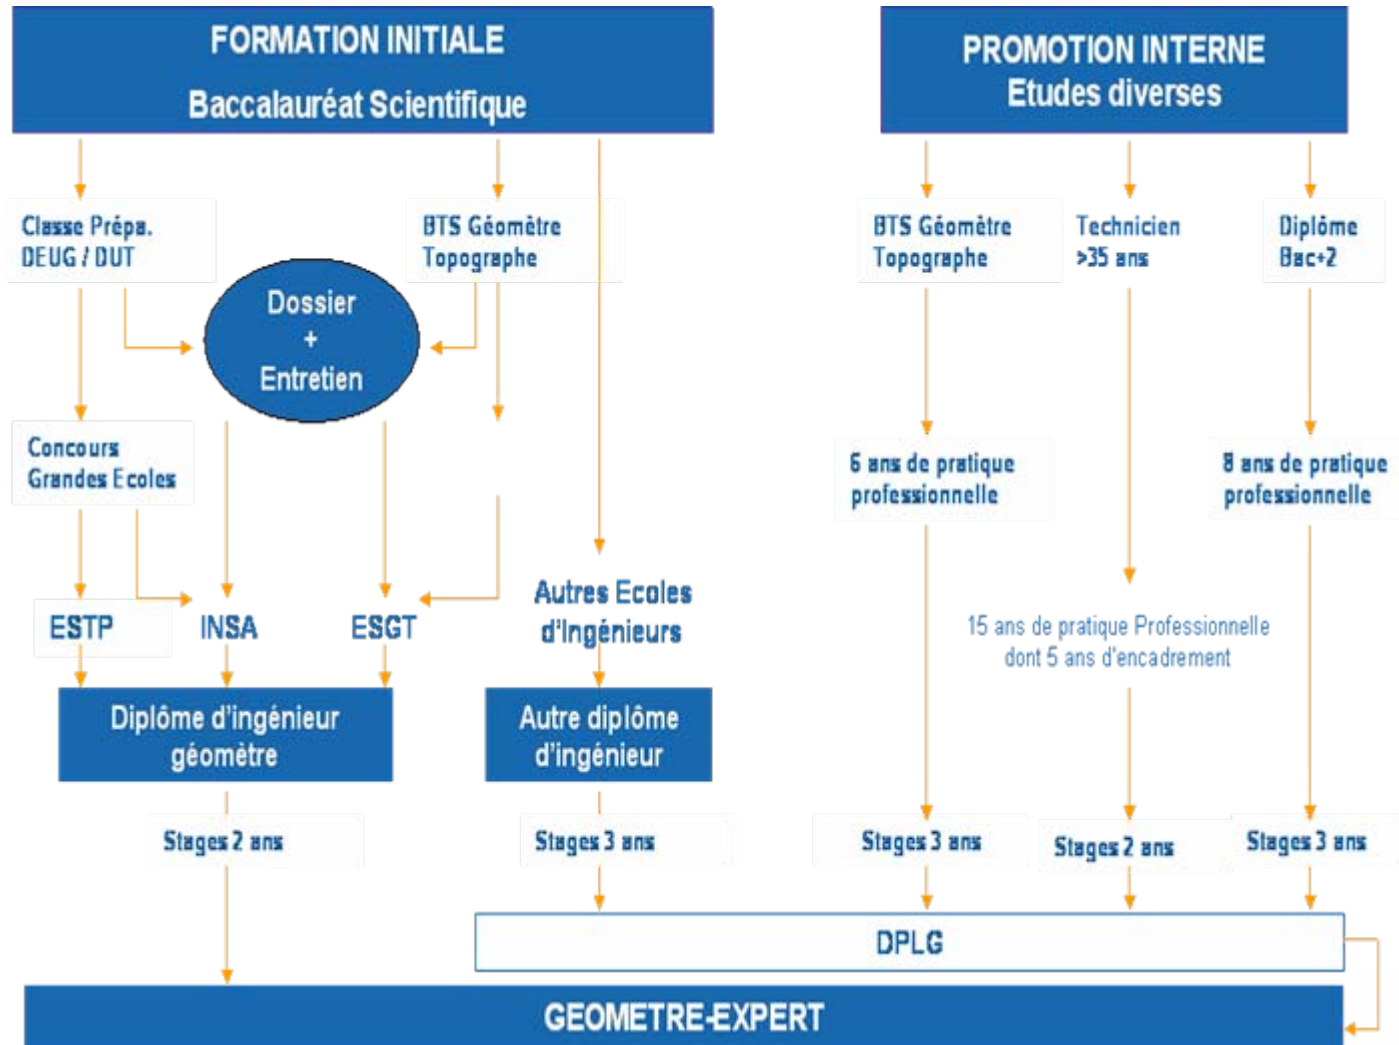 FORMATION INITIALE
Baccalauréat Scientifique
PROMOTION INTERNE
Etudes diverses
Classe Prépa.
DEUG / DUT
BTS Géomètre
Topographe
BTS Géomètre
Topographe
Technicien
>35 ans
Diplôme
Bac+2
Dossier
+
Entretien
Concours
Grandes Ecoles
6 ans de pratique
professionnelle
8 ans de pratique
professionnelle
ESTP
INSA
ESGT
Autres Ecoles
d'Ingénieurs
15 ans de pratique Professionnelle
dont 5 ans d'encadrement
Diplôme d'ingénieur
géomètre
Autre diplôme
d'ingénieur
Stages 2 ans
Stages 3 ans
Stages 3 ans
Stages 2 ans
Stages 3 ans
DPLG
GEOMETRE-EXPERT